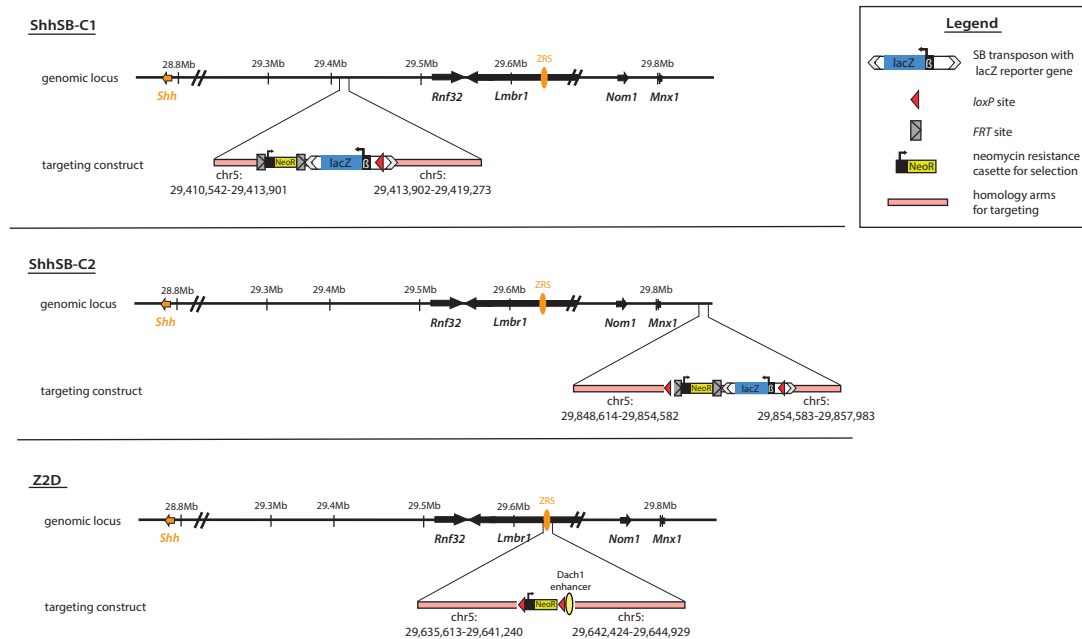 ShhSB-C1
28.8Mb 29.3Mb 29.4Mb 29.5Mb 29.6Mb ZRS 29.8Mb
genomic locus
Shh Rnf32 Lmbr1 Nom1 Mnx1
targeting construct
NeoR lacZ β
chr5:
29,410,542-29,413,901
chr5:
29,413,902-29,419,273
Legend
lacZ β
SB transposon with
lacZ reporter gene
loxP site
FRT site
NeoR
neomycin resistance
casette for selection
homology arms
for targeting
ShhSB-C2
28.8Mb 29.3Mb 29.4Mb 29.5Mb 29.6Mb ZRS 29.8Mb
genomic locus
Shh Rnf32 Lmbr1 Nom1 Mnx1
targeting construct
NeoR lacZ β
chr5:
29,848,614-29,854,582
chr5:
29,854,583-29,857,983
Z2D
28.8Mb 29.3Mb 29.4Mb 29.5Mb 29.6Mb ZRS 29.8Mb
genomic locus
Shh Rnf32 Lmbr1 Nom1 Mnx1
Dach1
enhancer
targeting construct
NeoR
chr5:
29,635,613-29,641,240
chr5:
29,642,424-29,644,929